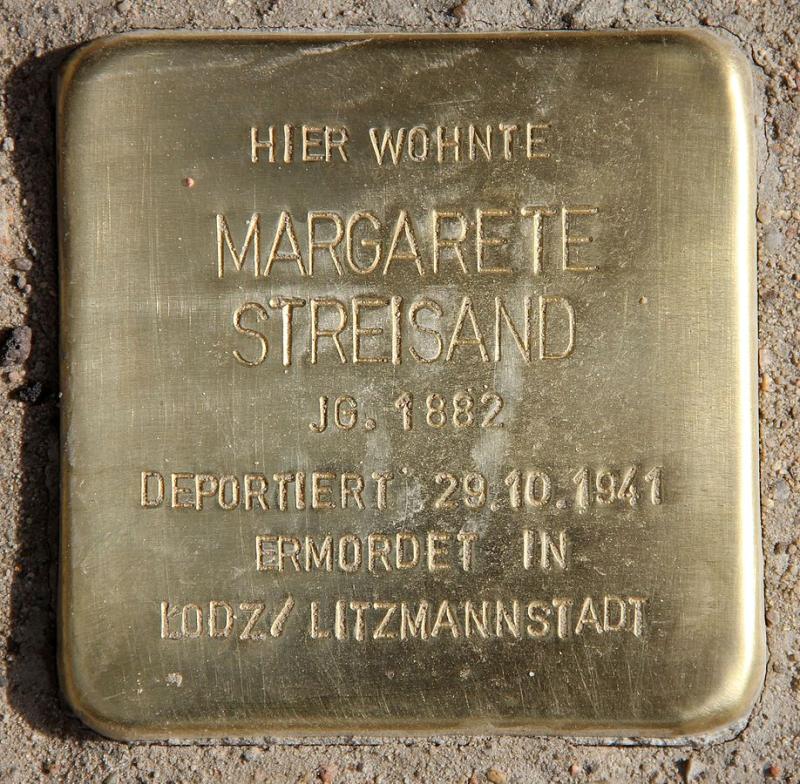 HIER WOHNTE
MARGARETE
STREISAND
JG. 1882
DEPORTIERT 29.10.1941
ERMORDET IN
ŁODZ/LITZMANNSTADT